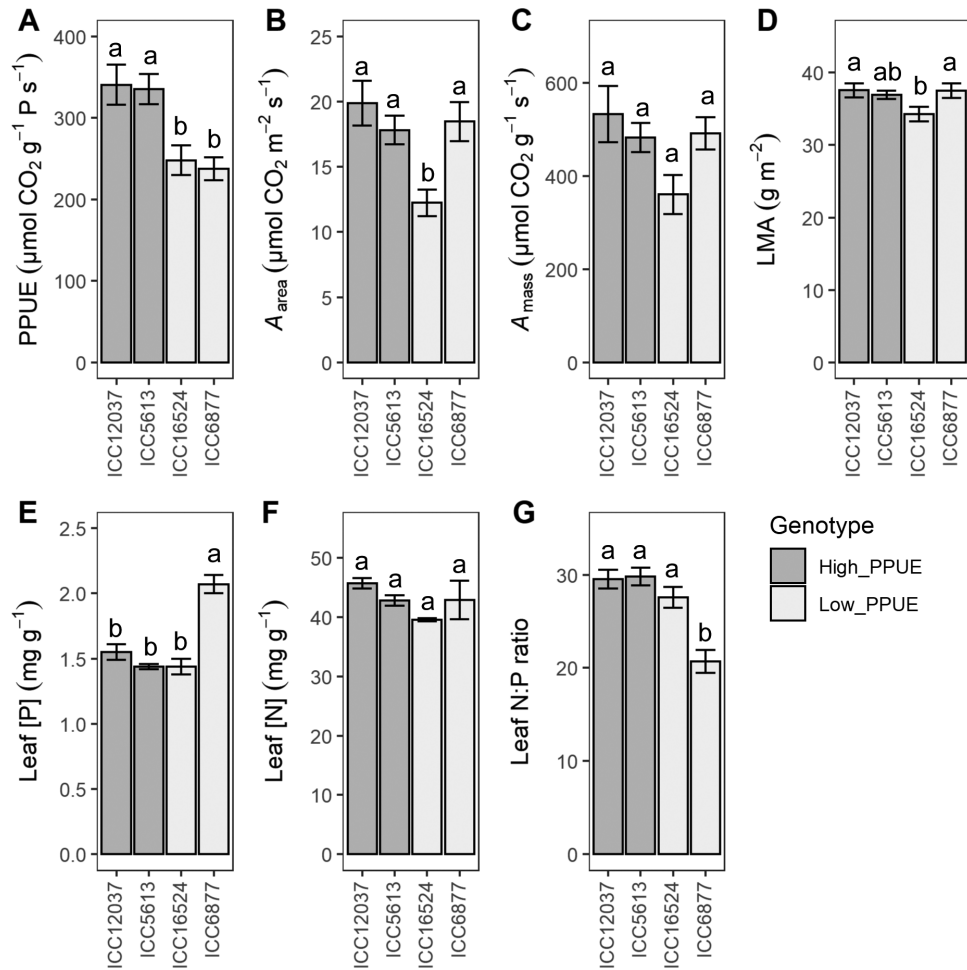 A
PPUE (μmol CO₂ g⁻¹ P s⁻¹)
400
300
200
100
0
a
a
b
b
ICC12037
ICC5613
ICC16524
ICC6877
B
A area (μmol CO₂ m⁻² s⁻¹)
25
20
15
10
5
0
a
a
b
a
ICC12037
ICC5613
ICC16524
ICC6877
C
A mass (μmol CO₂ g⁻¹ s⁻¹)
600
400
200
0
a
a
a
a
ICC12037
ICC5613
ICC16524
ICC6877
D
LMA (g m⁻²)
40
30
20
10
0
a
ab
b
a
ICC12037
ICC5613
ICC16524
ICC6877
E
Leaf [P] (mg g⁻¹)
2.5
2.0
1.5
1.0
0.5
0.0
b
b
b
a
ICC12037
ICC5613
ICC16524
ICC6877
F
Leaf [N] (mg g⁻¹)
50
40
30
20
10
0
a
a
a
a
ICC12037
ICC5613
ICC16524
ICC6877
G
Leaf N:P ratio
30
20
10
0
a
a
a
b
ICC12037
ICC5613
ICC16524
ICC6877
Genotype
High_PPUE
Low_PPUE